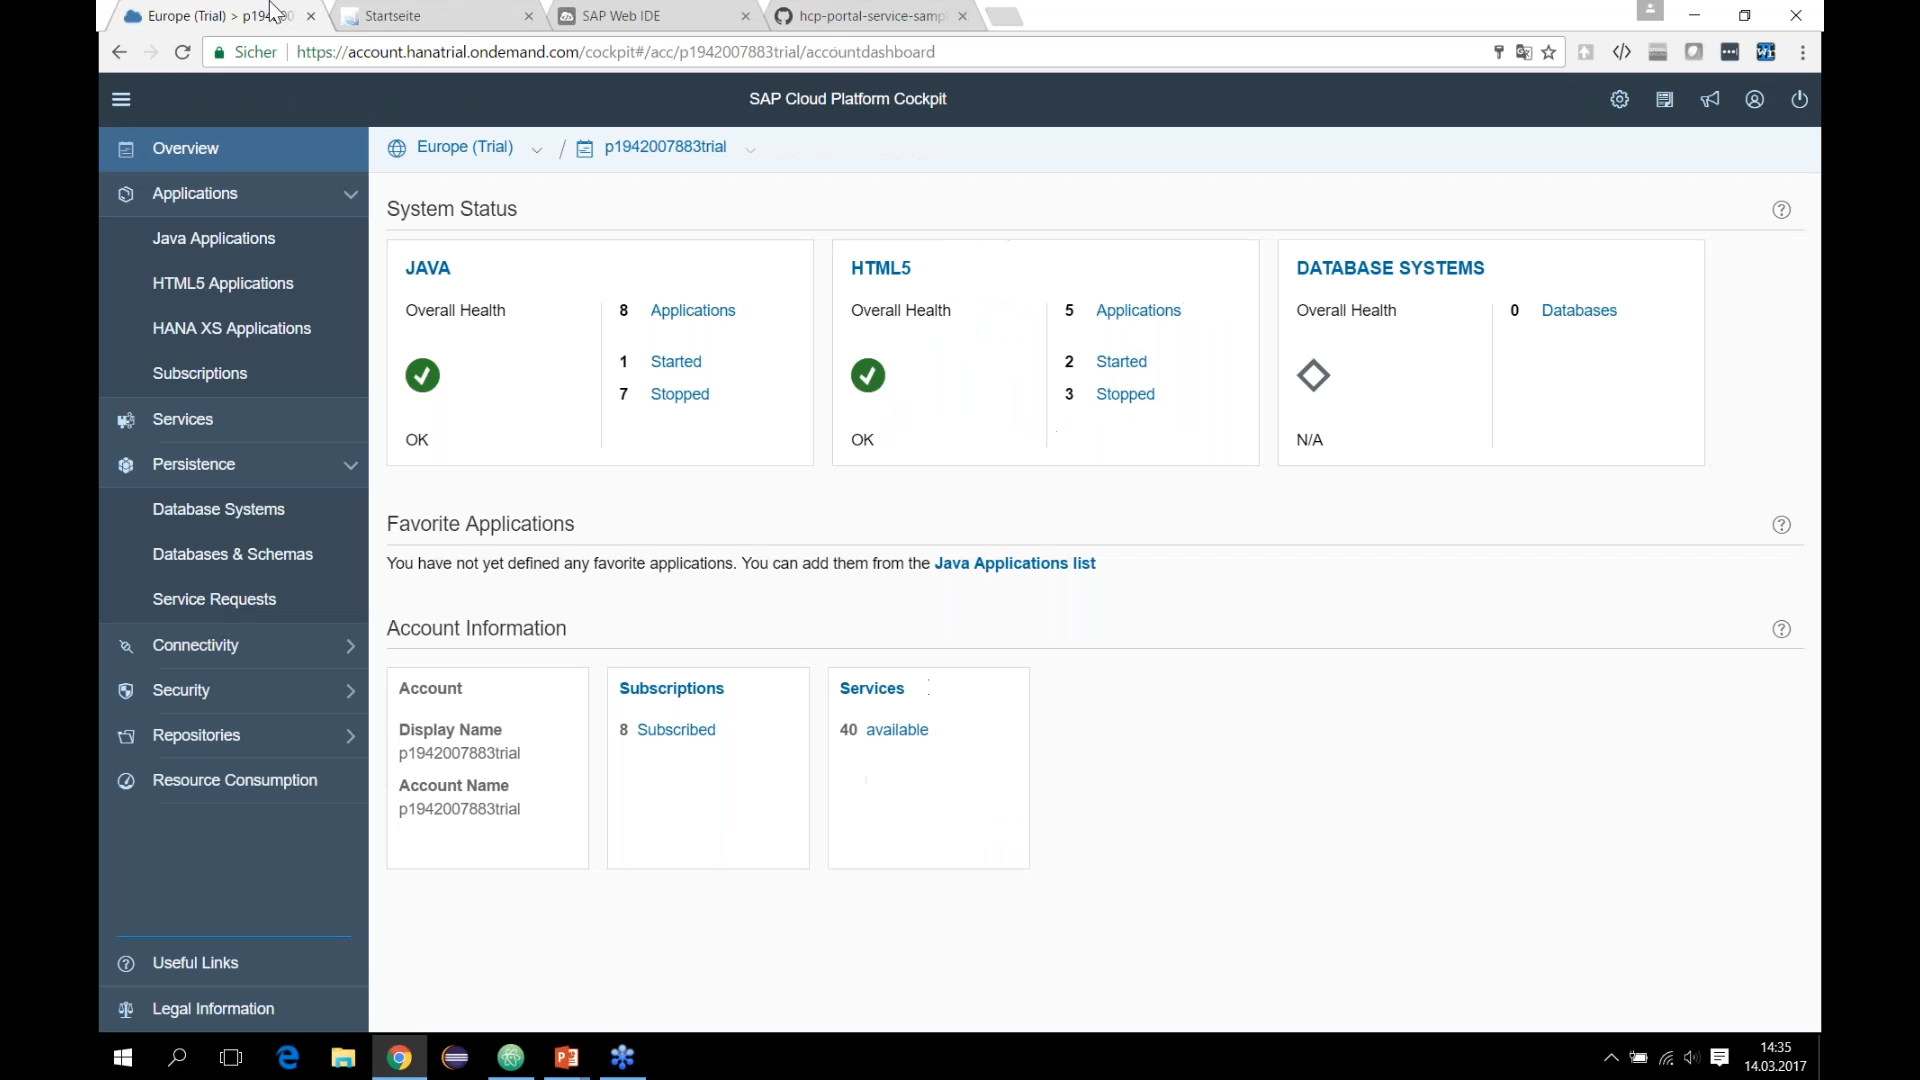 Europe (Trial) > p194
Startseite
SAP Web IDE
hcp-portal-service-samp
Sicher
https://account.hanatrial.ondemand.com/cockpit#/acc/p1942007883trial/accountdashboard
SAP Cloud Platform Cockpit
Overview
Applications
Java Applications
HTML5 Applications
HANA XS Applications
Subscriptions
Services
Persistence
Database Systems
Databases & Schemas
Service Requests
Connectivity
Security
Repositories
Resource Consumption
Useful Links
Legal Information
Europe (Trial) / p1942007883trial
System Status
JAVA
Overall Health
OK
8 Applications
1 Started
7 Stopped
HTML5
Overall Health
OK
5 Applications
2 Started
3 Stopped
DATABASE SYSTEMS
Overall Health
N/A
0 Databases
Favorite Applications
You have not yet defined any favorite applications. You can add them from the Java Applications list
Account Information
Account
Display Name
p1942007883trial
Account Name
p1942007883trial
Subscriptions
8 Subscribed
Services
40 available
14:35
14.03.2017